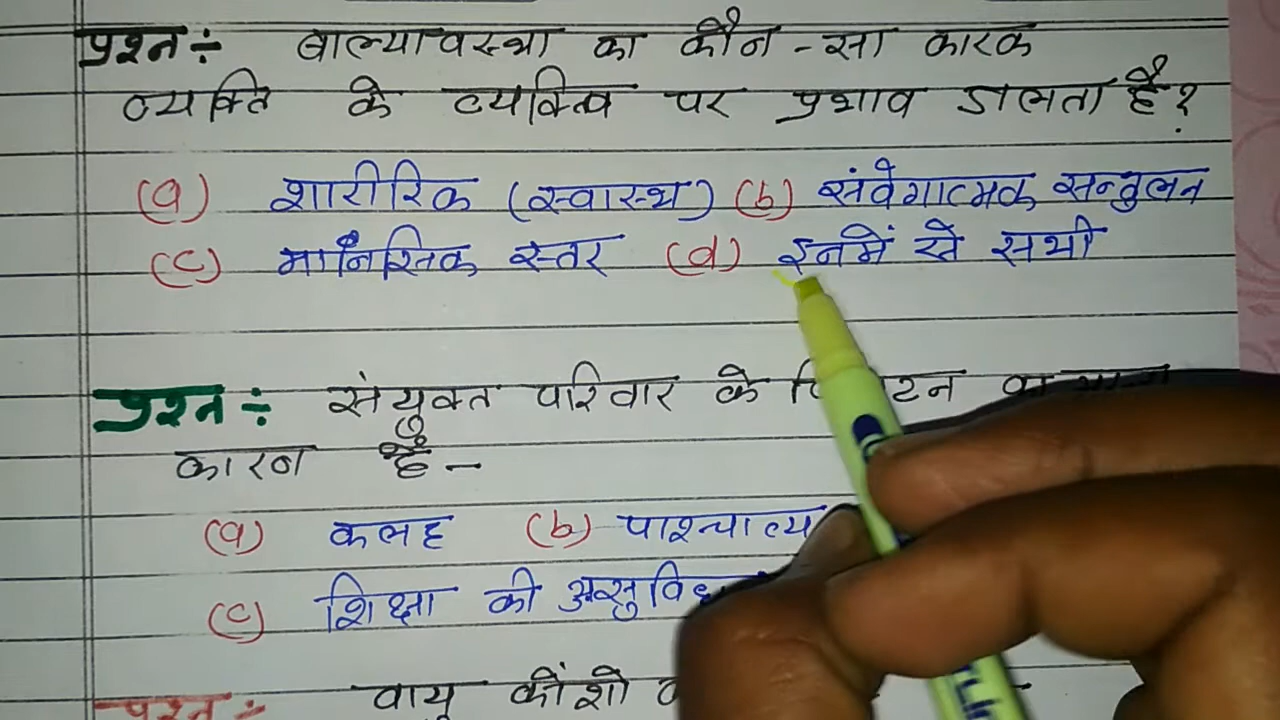 प्रश्न ÷ बाल्यावस्था का कौन-सा कारक
व्यक्ति के व्यक्तित्व पर प्रभाव डालता है?
(a) शारीरिक (स्वास्थ) (b) संवेगात्मक सन्तुलन
(c) मानसिक स्तर (d) इनमें से सभी
प्रश्न ÷ संयुक्त परिवार के
कारण है -
(a) कलह (b) पाश्चात्य
(c) शिक्षा की
प्रश्न ÷ वायु